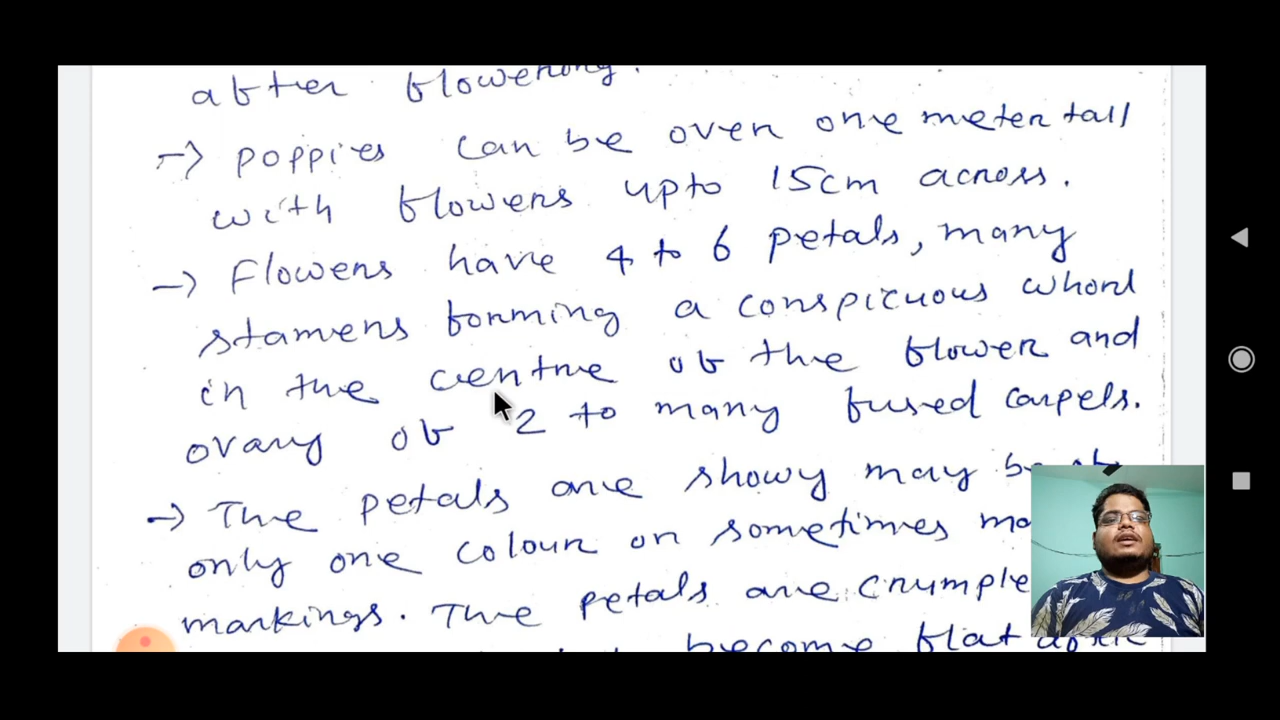 after flowering.
→ poppies can be over one meter tall
with flowers upto 15cm across.
→ Flowers have 4 to 6 petals, many
stamens forming a conspicuous whorl
in the centre of the flower and
ovary of 2 to many fused carpels.
→ The petals are showy may be of
only one colour or sometimes
markings. The petals are
become flat